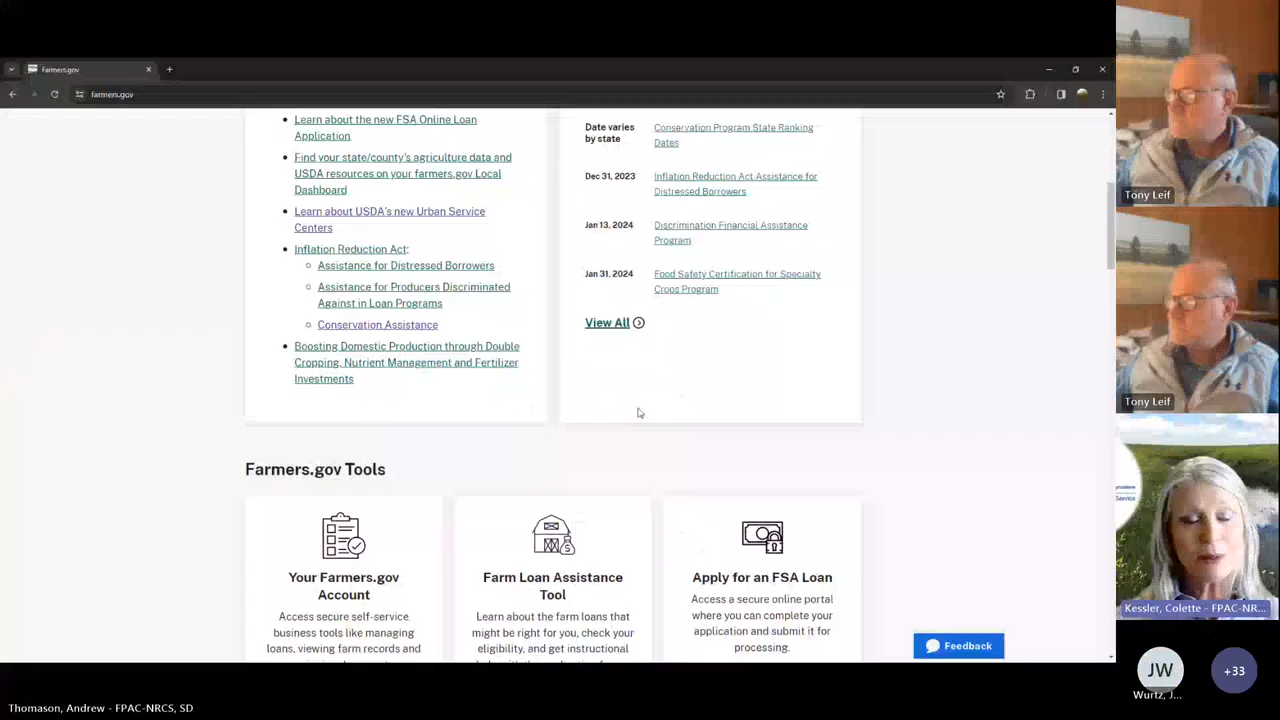 Farmers.gov
farmers.gov
Learn about the new FSA Online Loan
Application
Find your state/county's agriculture data and
USDA resources on your farmers.gov Local
Dashboard
Learn about USDA's new Urban Service
Centers
Inflation Reduction Act:
Assistance for Distressed Borrowers
Assistance for Producers Discriminated
Against in Loan Programs
Conservation Assistance
Boosting Domestic Production through Double
Cropping, Nutrient Management and Fertilizer
Investments
Date varies
by state
Conservation Program State Ranking
Dates
Dec 31, 2023
Inflation Reduction Act Assistance for
Distressed Borrowers
Jan 13, 2024
Discrimination Financial Assistance
Program
Jan 31, 2024
Food Safety Certification for Specialty
Crops Program
View All
Farmers.gov Tools
Your Farmers.gov
Account
Access secure self-service
business tools like managing
loans, viewing farm records and
Farm Loan Assistance
Tool
Learn about the farm loans that
might be right for you, check your
eligibility, and get instructional
Apply for an FSA Loan
Access a secure online portal
where you can complete your
application and submit it for
processing.
Feedback
Tony Leif
Tony Leif
Service
Kessler, Colette - FPAC-NR...
JW
Wurtz, J...
+33
Thomason, Andrew - FPAC-NRCS, SD